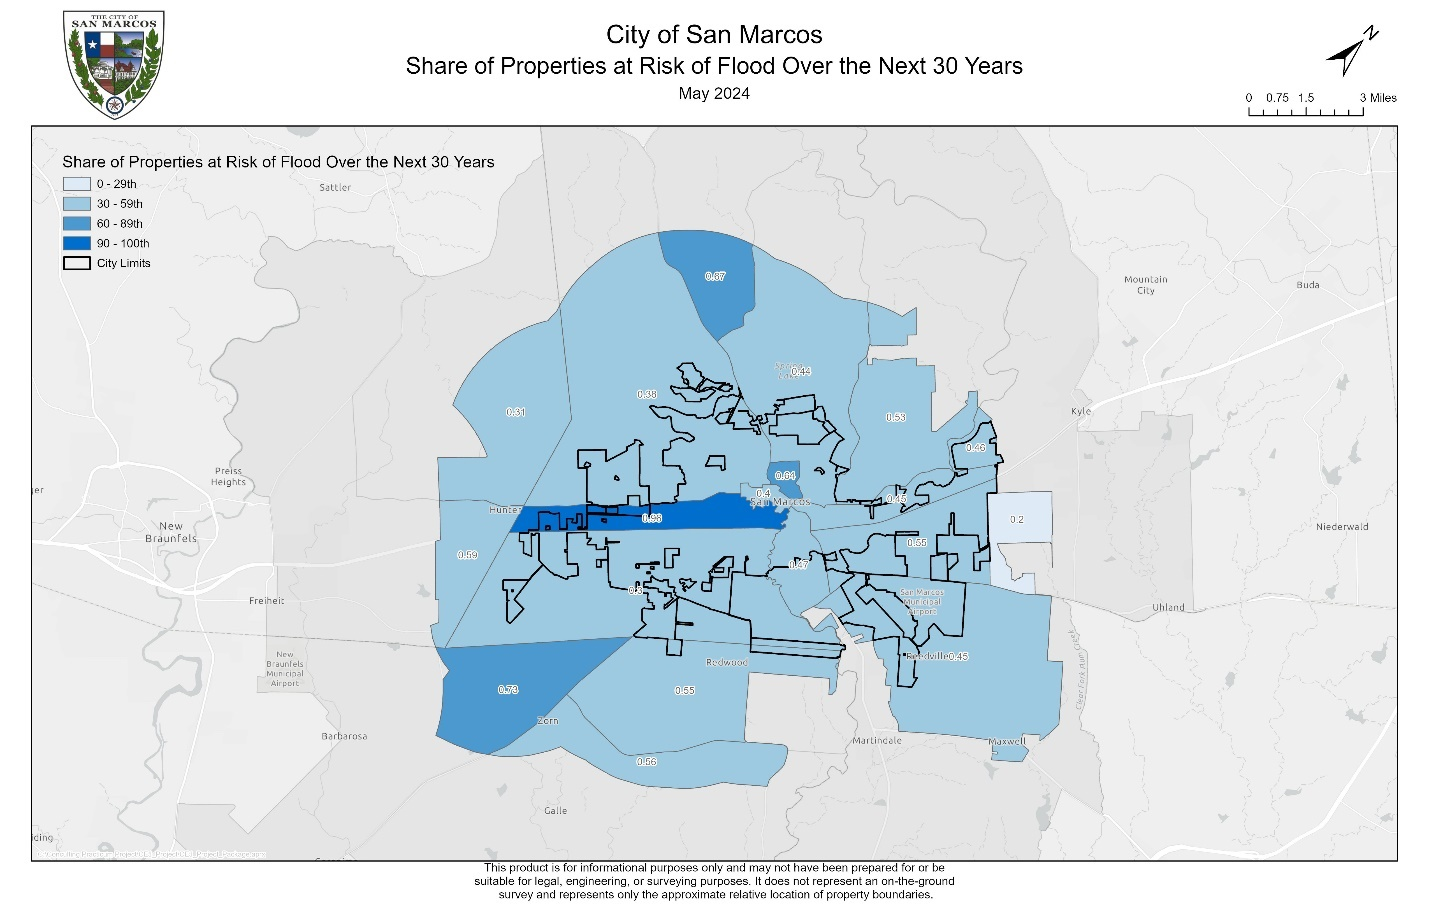 THE CITY OF
SAN MARCOS
City of San Marcos
Share of Properties at Risk of Flood Over the Next 30 Years
May 2024
N
0 0.75 1.5 3 Miles
Share of Properties at Risk of Flood Over the Next 30 Years
0 - 29th
30 - 59th
60 - 89th
90 - 100th
City Limits
Sattler
0.67
Mountain
City
Buda
0.44
0.38
0.31
0.53
Kyle
0.46
Preiss
Heights
0.64
0.4
San Marcos
0.45
Hunter
0.96
0.2
New
Braunfels
Niederwald
0.55
0.59
0.47
0.3
San Marcos
Municipal
Airport
Freiheit
Uhland
New
Braunfels
Municipal
Airport
Redwood
Reedville
0.45
0.73
0.55
Zorn
Barbarosa
Martindale
Maxwell
0.56
Galle
This product is for informational purposes only and may not have been prepared for or be
suitable for legal, engineering, or surveying purposes. It does not represent an on-the-ground
survey and represents only the approximate relative location of property boundaries.